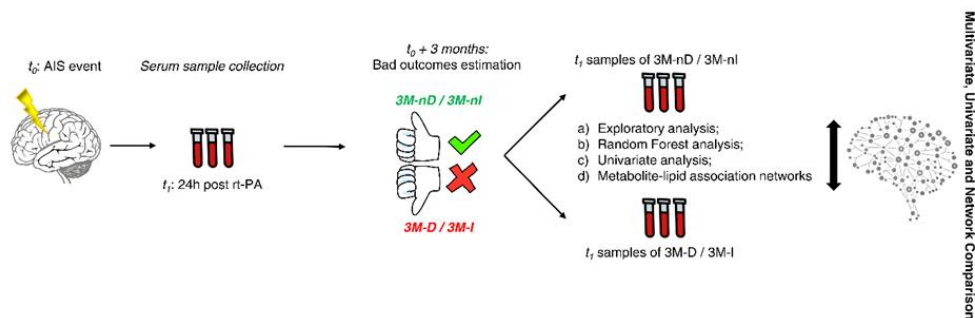 t0: AIS event
Serum sample collection
t1: 24h post rt-PA
t0 + 3 months:
Bad outcomes estimation
3M-nD / 3M-nI
3M-D / 3M-I
t1 samples of 3M-nD / 3M-nI
a) Exploratory analysis;
b) Random Forest analysis;
c) Univariate analysis;
d) Metabolite-lipid association networks
t1 samples of 3M-D / 3M-I
Multivariate, Univariate and Network Comparison